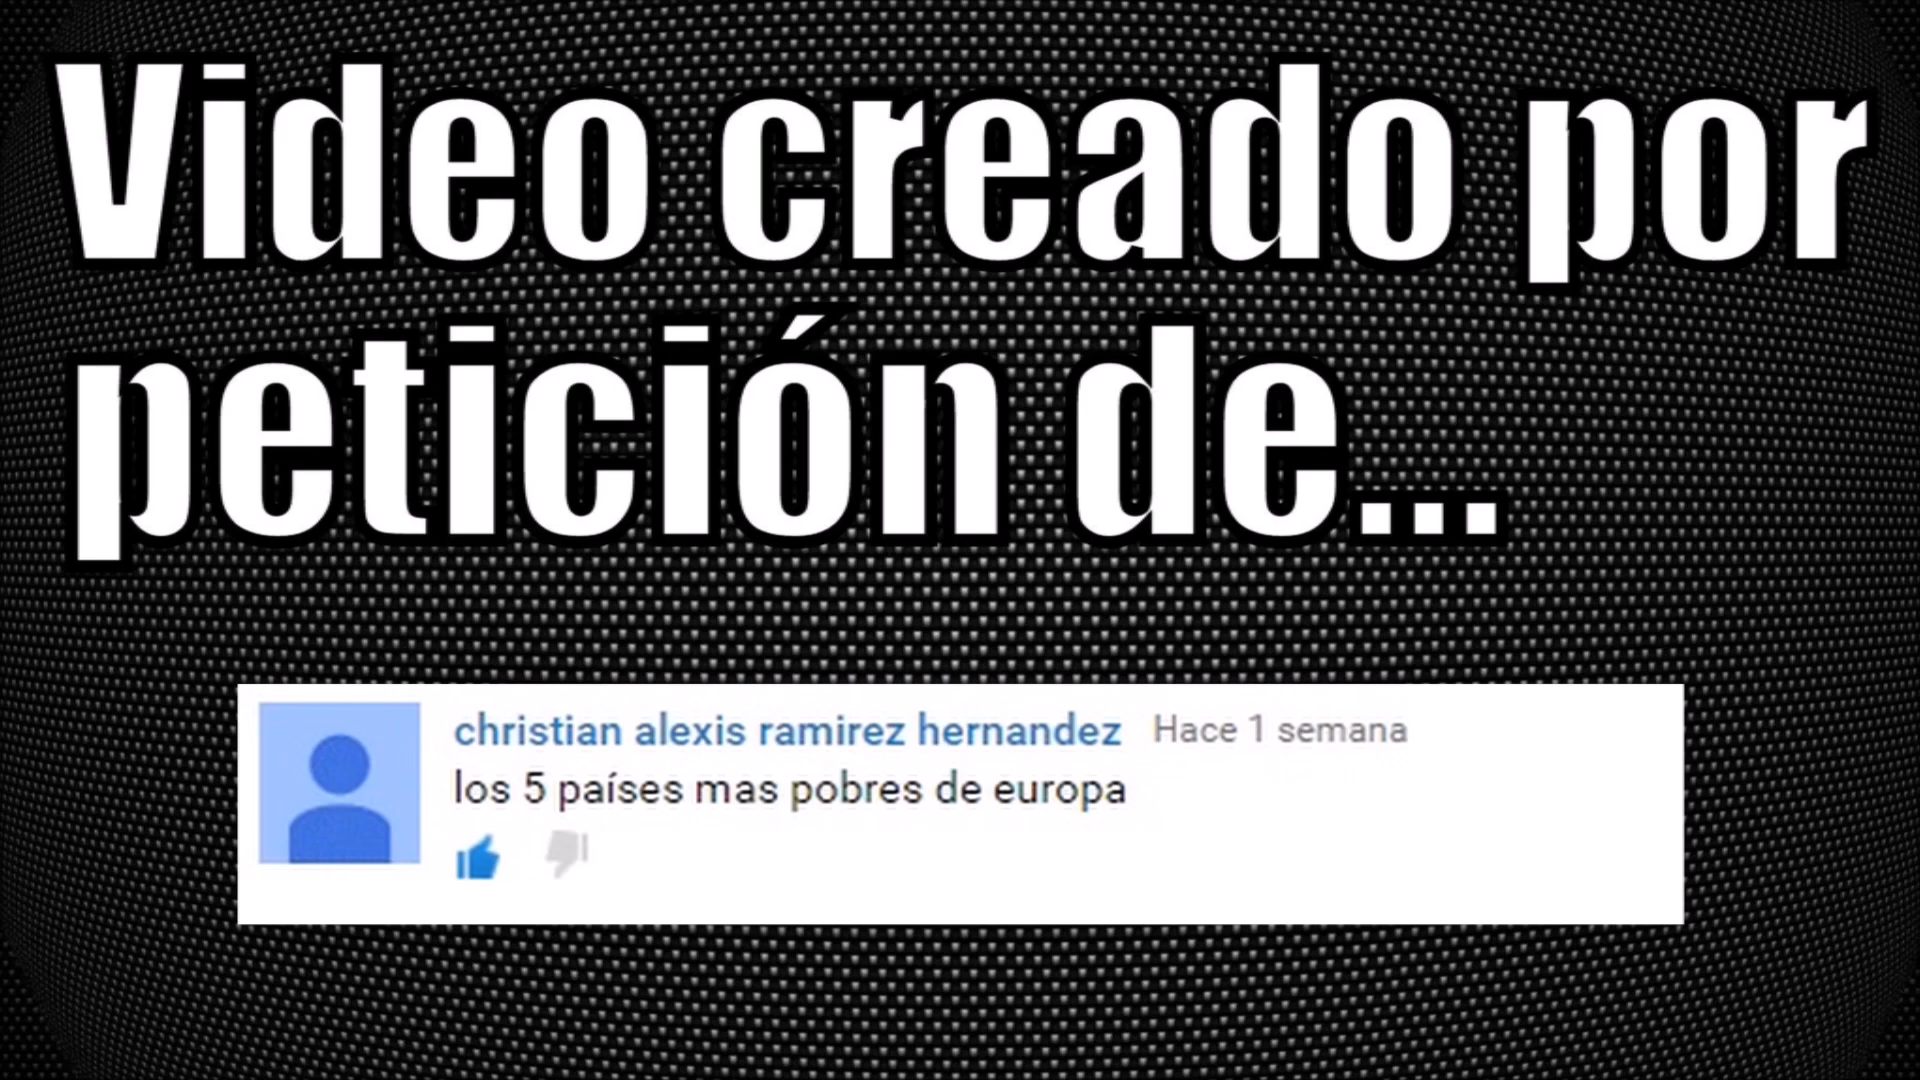 Video creado por
petición de...
christian alexis ramirez hernandez Hace 1 semana
los 5 países mas pobres de europa